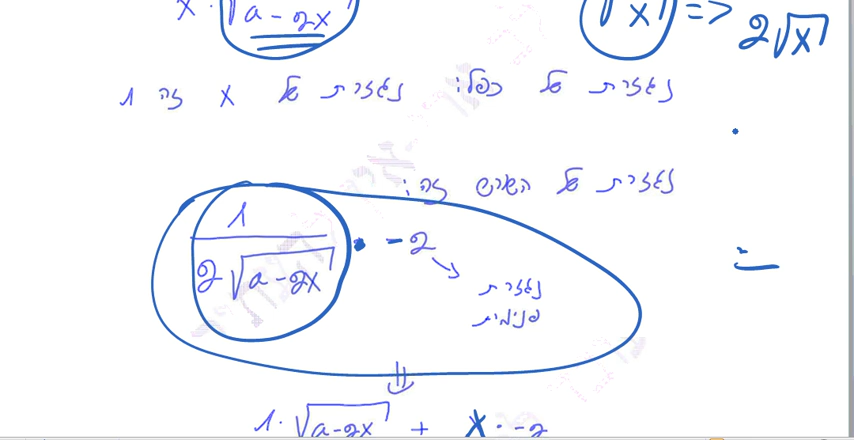 x · √(a - 2x)    √x => 2√x
נגזרת של כפל: נגזרת של x זה 1
נגזרת של השורש זה:
1/(2√(a - 2x)) · -2
נגזרת
פנימית
⇓
1 · √(a - 2x) + x · -2